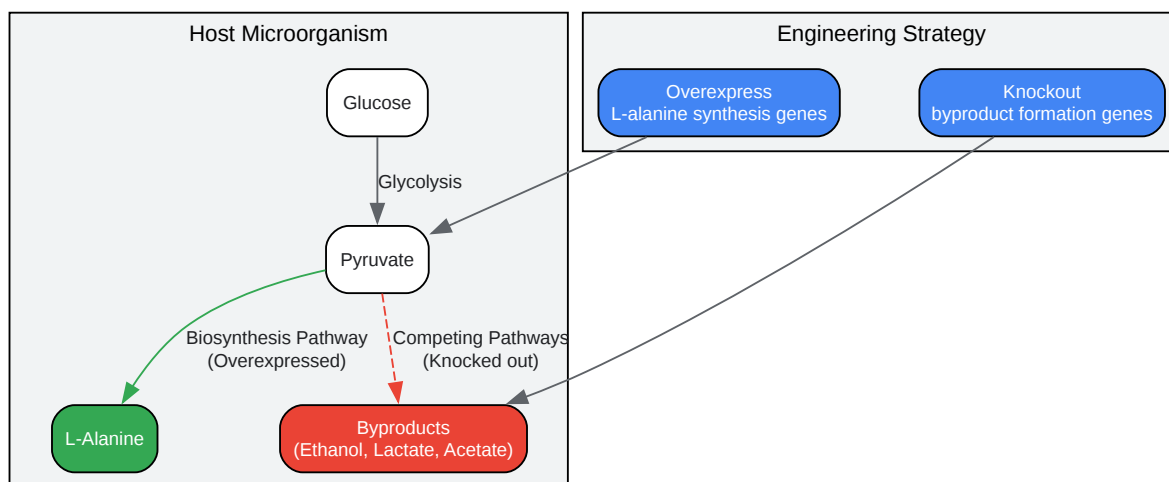 Host Microorganism
Engineering Strategy
Glucose
Overexpress
L-alanine synthesis genes
Knockout
byproduct formation genes
Glycolysis
Pyruvate
Biosynthesis Pathway
(Overexpressed)
Competing Pathways
(Knocked out)
L-Alanine
Byproducts
(Ethanol, Lactate, Acetate)